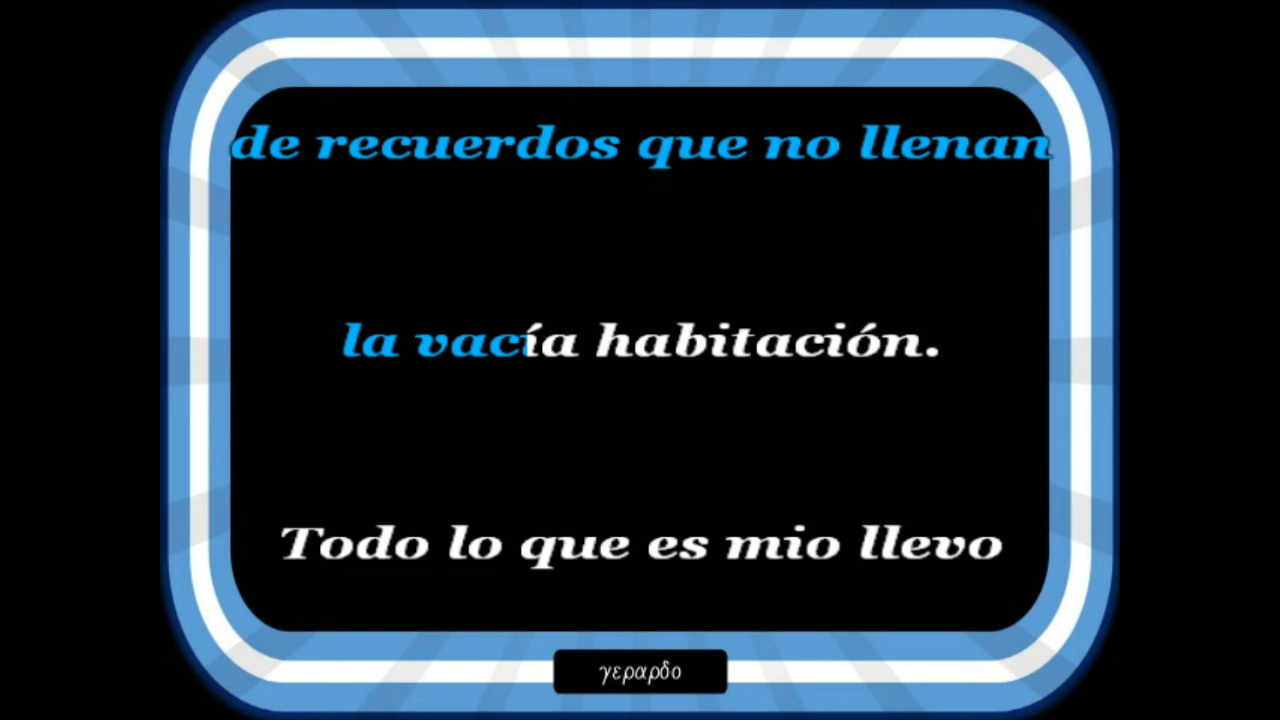 de recuerdos que no llenan
la vacía habitación.
Todo lo que es mio llevo
γεραρδο